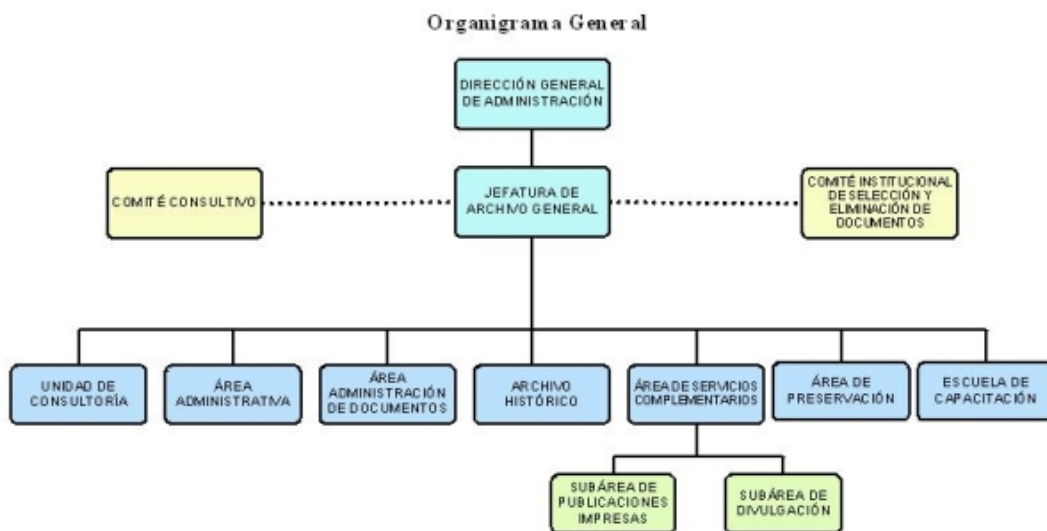 Organigrama General
DIRECCIÓN GENERAL
DE ADMINISTRACIÓN
COMITÉ CONSULTIVO
JEFATURA DE
ARCHIVO GENERAL
COMITÉ INSTITUCIONAL
DE SELECCIÓN Y
ELIMINACIÓN DE
DOCUMENTOS
UNIDAD DE
CONSULTORÍA
ÁREA
ADMINISTRATIVA
ÁREA
ADMINISTRACIÓN
DE DOCUMENTOS
ARCHIVO
HISTÓRICO
ÁREA DE SERVICIOS
COMPLEMENTARIOS
ÁREA DE
PRESERVACIÓN
ESCUELA DE
CAPACITACIÓN
SUBÁREA DE
PUBLICACIONES
IMPRESAS
SUBÁREA DE
DIVULGACIÓN